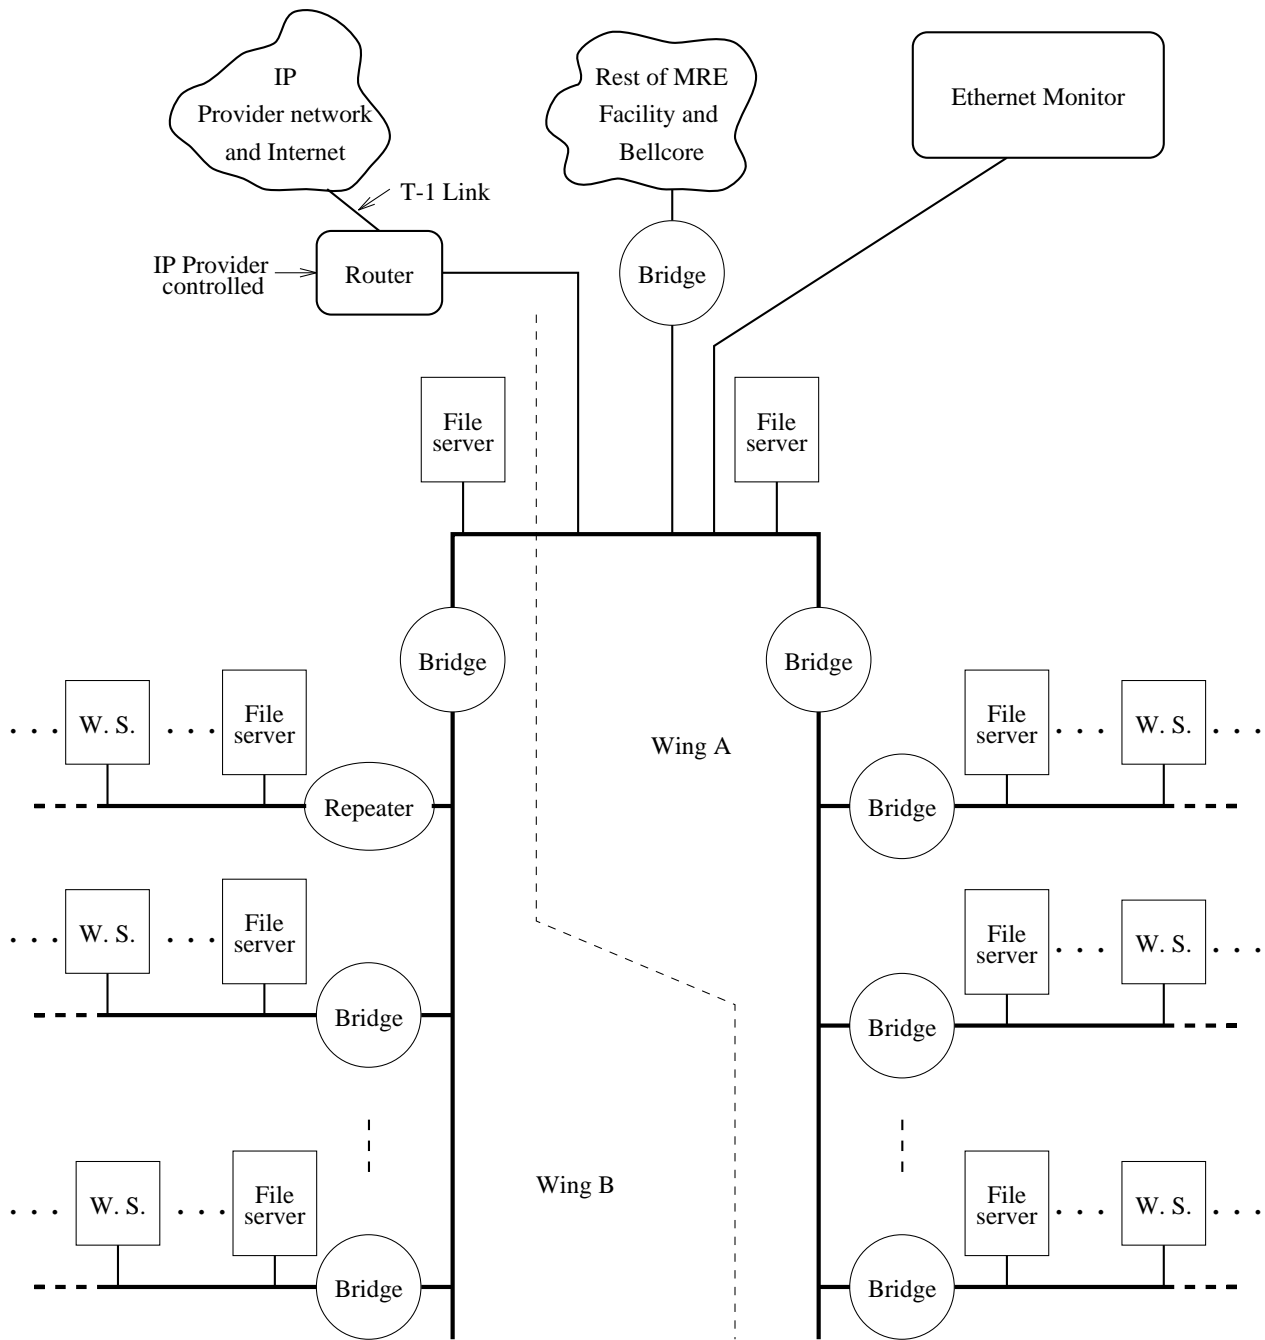 IP
Provider network
and Internet
Rest of MRE
Facility and
Bellcore
Ethernet Monitor
T-1 Link
IP Provider
controlled
Router
Bridge
File
server
File
server
Bridge
Bridge
. . . W. S. . . . File
server
Wing A
File
server . . . W. S. . . .
Repeater
Bridge
. . . W. S. . . . File
server
File
server . . . W. S. . . .
Bridge
Bridge
Wing B
. . . W. S. . . . File
server
File
server . . . W. S. . . .
Bridge
Bridge